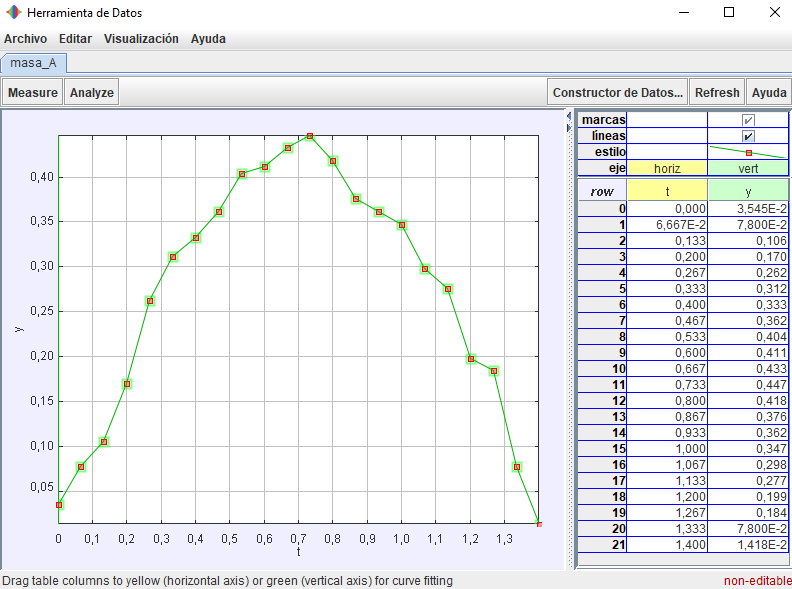 Herramienta de Datos
Archivo Editar Visualización Ayuda
masa_A
Measure Analyze Constructor de Datos... Refresh Ayuda
0,40
0,35
0,30
0,25
0,20
0,15
0,10
0,05
y
0 0,1 0,2 0,3 0,4 0,5 0,6 0,7 0,8 0,9 1,0 1,1 1,2 1,3
t
marcas
líneas
estilo
eje horiz vert
row t y
0 0,000 3,545E-2
1 6,667E-2 7,800E-2
2 0,133 0,106
3 0,200 0,170
4 0,267 0,262
5 0,333 0,312
6 0,400 0,333
7 0,467 0,362
8 0,533 0,404
9 0,600 0,411
10 0,667 0,433
11 0,733 0,447
12 0,800 0,418
13 0,867 0,376
14 0,933 0,362
15 1,000 0,347
16 1,067 0,298
17 1,133 0,277
18 1,200 0,199
19 1,267 0,184
20 1,333 7,800E-2
21 1,400 1,418E-2
Drag table columns to yellow (horizontal axis) or green (vertical axis) for curve fitting non-editable